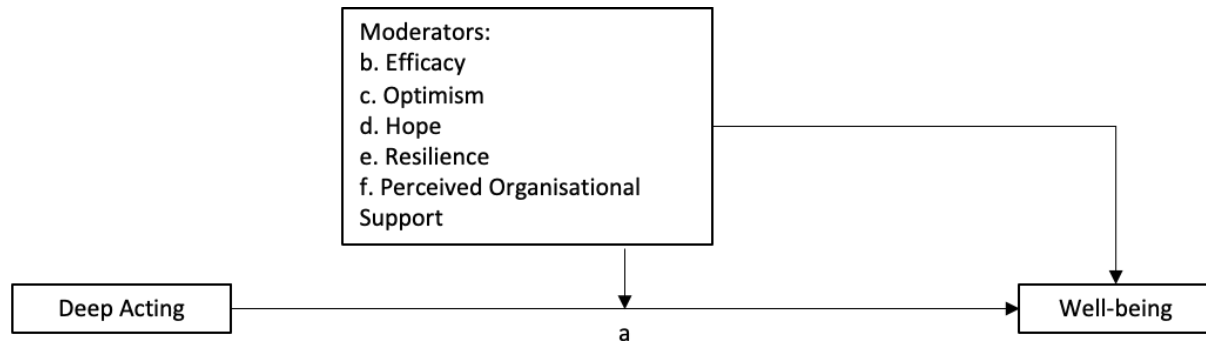 Moderators:
b. Efficacy
c. Optimism
d. Hope
e. Resilience
f. Perceived Organisational
Support
Deep Acting
Well-being
a